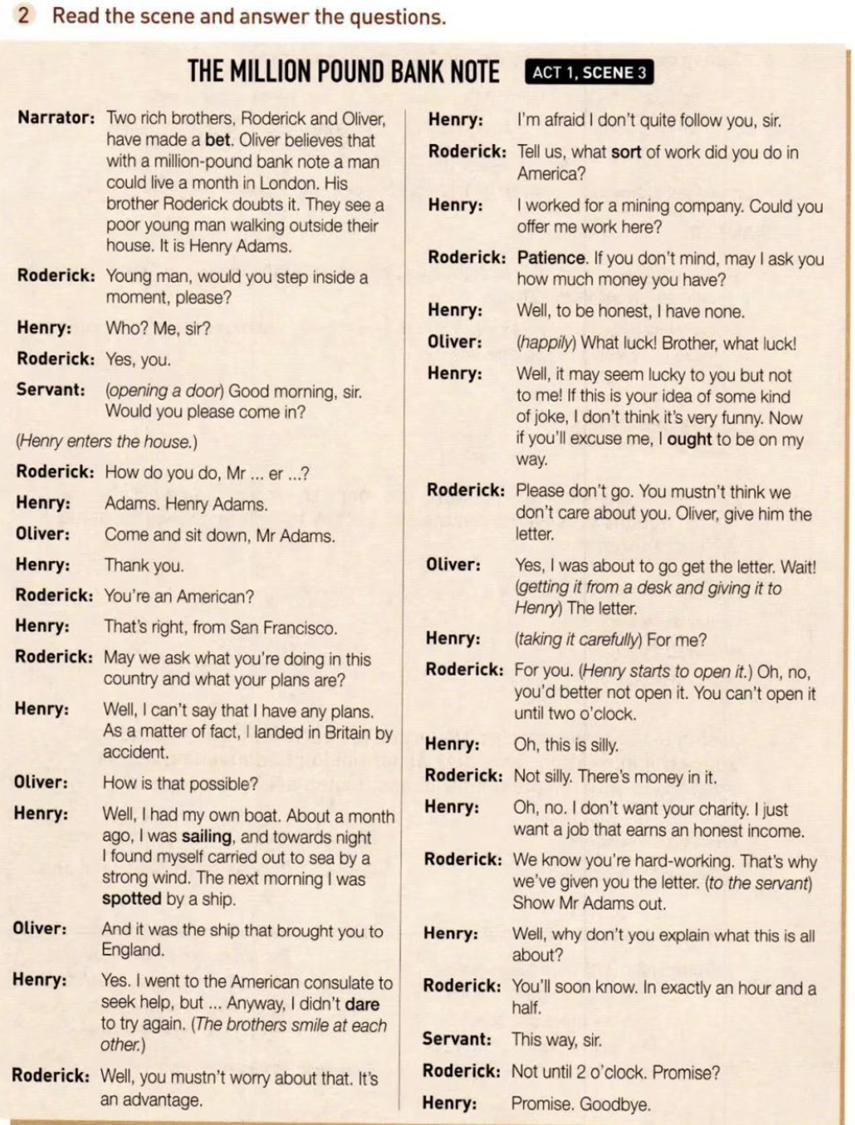 2 Read the scene and answer the questions.
THE MILLION POUND BANK NOTE ACT 1, SCENE 3
Narrator: Two rich brothers, Roderick and Oliver,
have made a bet. Oliver believes that
with a million-pound bank note a man
could live a month in London. His
brother Roderick doubts it. They see a
poor young man walking outside their
house. It is Henry Adams.
Roderick: Young man, would you step inside a
moment, please?
Henry: Who? Me, sir?
Roderick: Yes, you.
Servant: (opening a door) Good morning, sir.
Would you please come in?
(Henry enters the house.)
Roderick: How do you do, Mr ... er ...?
Henry: Adams. Henry Adams.
Oliver: Come and sit down, Mr Adams.
Henry: Thank you.
Roderick: You're an American?
Henry: That's right, from San Francisco.
Roderick: May we ask what you're doing in this
country and what your plans are?
Henry: Well, I can't say that I have any plans.
As a matter of fact, I landed in Britain by
accident.
Oliver: How is that possible?
Henry: Well, I had my own boat. About a month
ago, I was sailing, and towards night
I found myself carried out to sea by a
strong wind. The next morning I was
spotted by a ship.
Oliver: And it was the ship that brought you to
England.
Henry: Yes. I went to the American consulate to
seek help, but ... Anyway, I didn't dare
to try again. (The brothers smile at each
other.)
Roderick: Well, you mustn't worry about that. It's
an advantage.
Henry: I'm afraid I don't quite follow you, sir.
Roderick: Tell us, what sort of work did you do in
America?
Henry: I worked for a mining company. Could you
offer me work here?
Roderick: Patience. If you don't mind, may I ask you
how much money you have?
Henry: Well, to be honest, I have none.
Oliver: (happily) What luck! Brother, what luck!
Henry: Well, it may seem lucky to you but not
to me! If this is your idea of some kind
of joke, I don't think it's very funny. Now
if you'll excuse me, I ought to be on my
way.
Roderick: Please don't go. You mustn't think we
don't care about you. Oliver, give him the
letter.
Oliver: Yes, I was about to go get the letter. Wait!
(getting it from a desk and giving it to
Henry) The letter.
Henry: (taking it carefully) For me?
Roderick: For you. (Henry starts to open it.) Oh, no,
you'd better not open it. You can't open it
until two o'clock.
Henry: Oh, this is silly.
Roderick: Not silly. There's money in it.
Henry: Oh, no. I don't want your charity. I just
want a job that earns an honest income.
Roderick: We know you're hard-working. That's why
we've given you the letter. (to the servant)
Show Mr Adams out.
Henry: Well, why don't you explain what this is all
about?
Roderick: You'll soon know. In exactly an hour and a
half.
Servant: This way, sir.
Roderick: Not until 2 o'clock. Promise?
Henry: Promise. Goodbye.